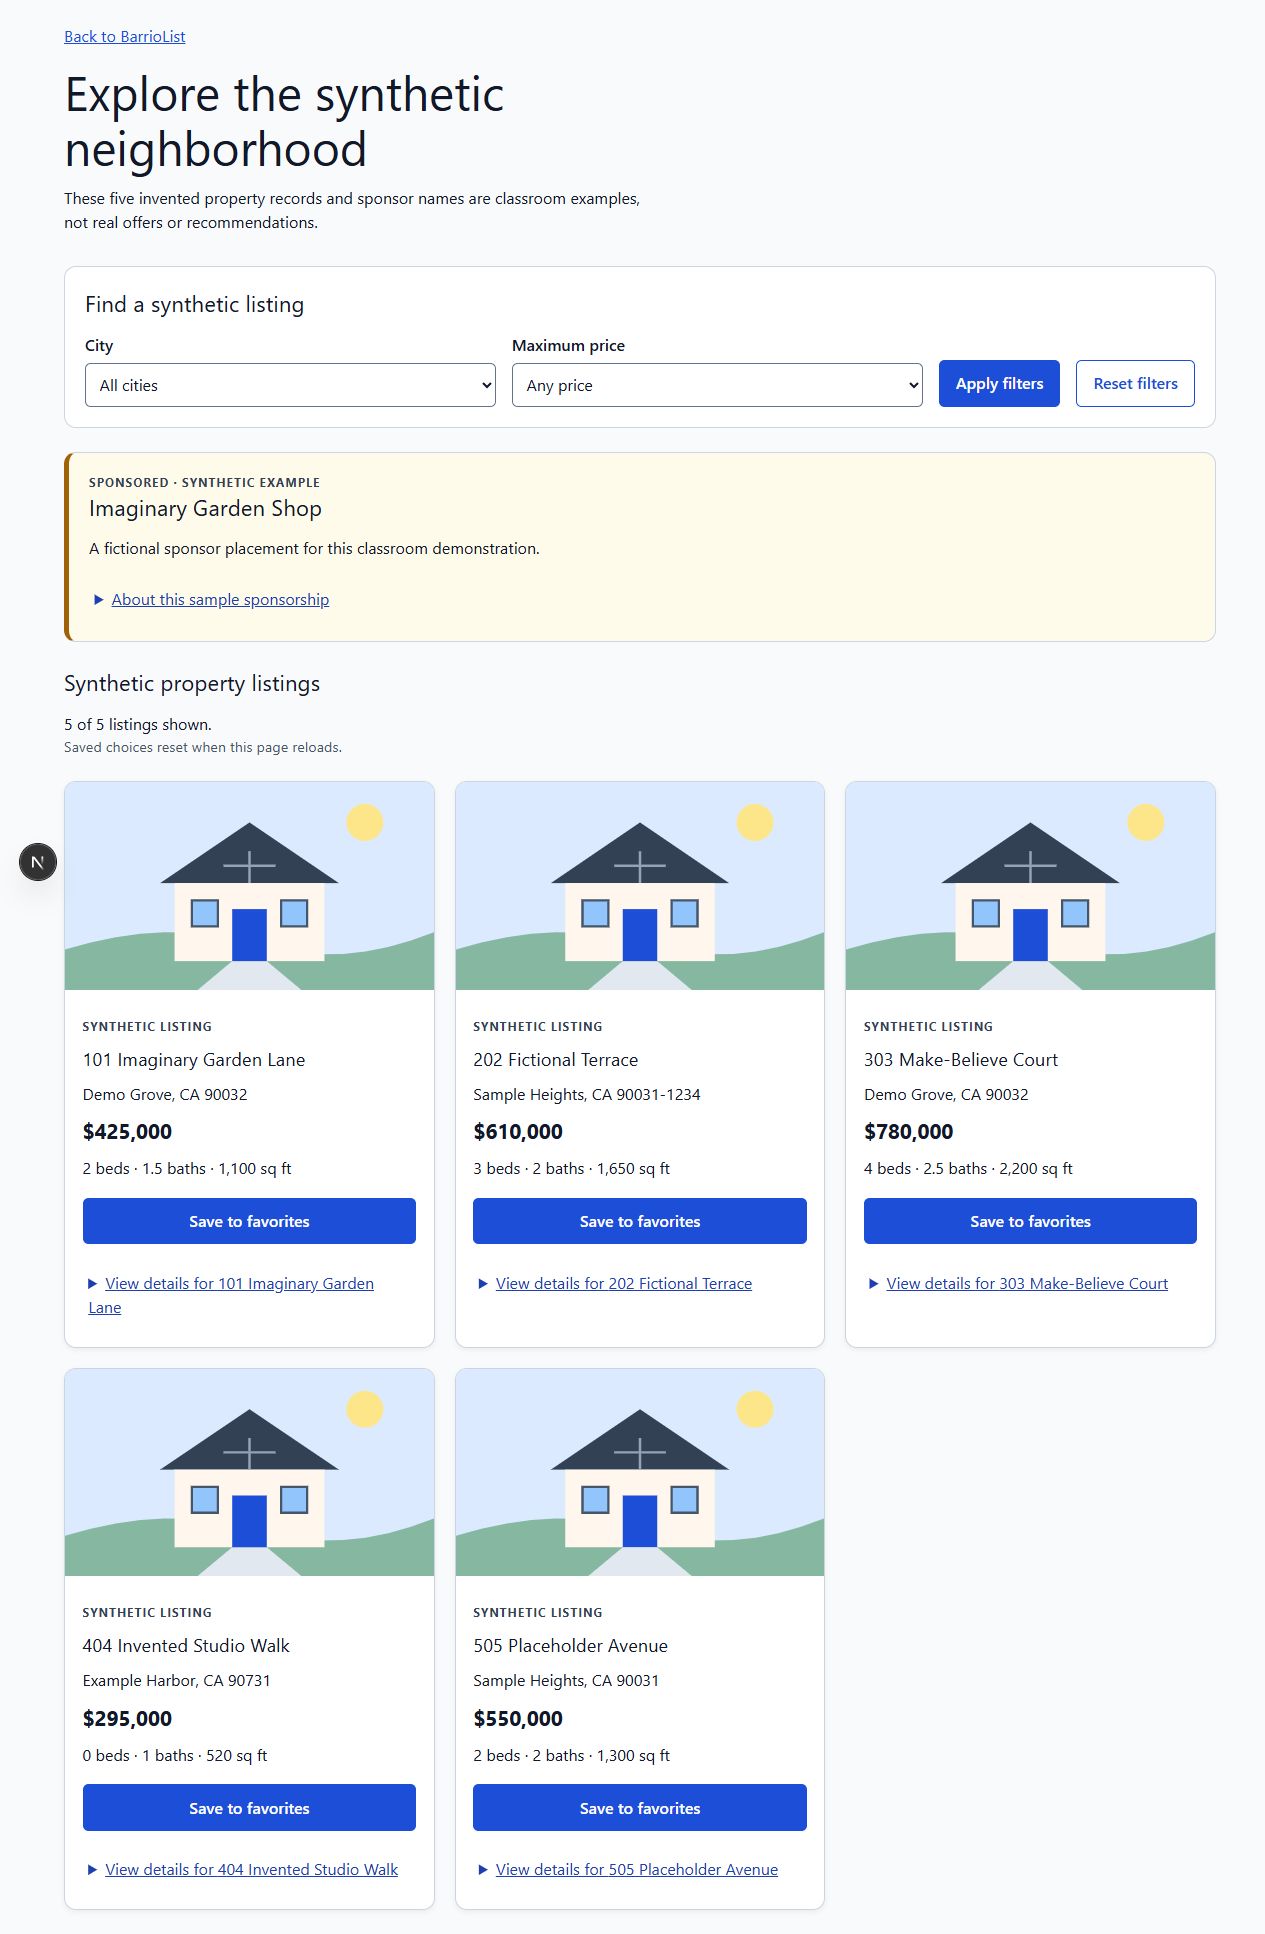 Back to BarrioList
Explore the synthetic
neighborhood
These five invented property records and sponsor names are classroom examples,
not real offers or recommendations.
Find a synthetic listing
City
Maximum price
All cities
Any price
Apply filters
Reset filters
SPONSORED · SYNTHETIC EXAMPLE
Imaginary Garden Shop
A fictional sponsor placement for this classroom demonstration.
About this sample sponsorship
Synthetic property listings
5 of 5 listings shown.
Saved choices reset when this page reloads.
N
SYNTHETIC LISTING
101 Imaginary Garden Lane
Demo Grove, CA 90032
$425,000
2 beds · 1.5 baths · 1,100 sq ft
Save to favorites
View details for 101 Imaginary Garden
Lane
SYNTHETIC LISTING
202 Fictional Terrace
Sample Heights, CA 90031-1234
$610,000
3 beds · 2 baths · 1,650 sq ft
Save to favorites
View details for 202 Fictional Terrace
SYNTHETIC LISTING
303 Make-Believe Court
Demo Grove, CA 90032
$780,000
4 beds · 2.5 baths · 2,200 sq ft
Save to favorites
View details for 303 Make-Believe Court
SYNTHETIC LISTING
404 Invented Studio Walk
Example Harbor, CA 90731
$295,000
0 beds · 1 baths · 520 sq ft
Save to favorites
View details for 404 Invented Studio Walk
SYNTHETIC LISTING
505 Placeholder Avenue
Sample Heights, CA 90031
$550,000
2 beds · 2 baths · 1,300 sq ft
Save to favorites
View details for 505 Placeholder Avenue